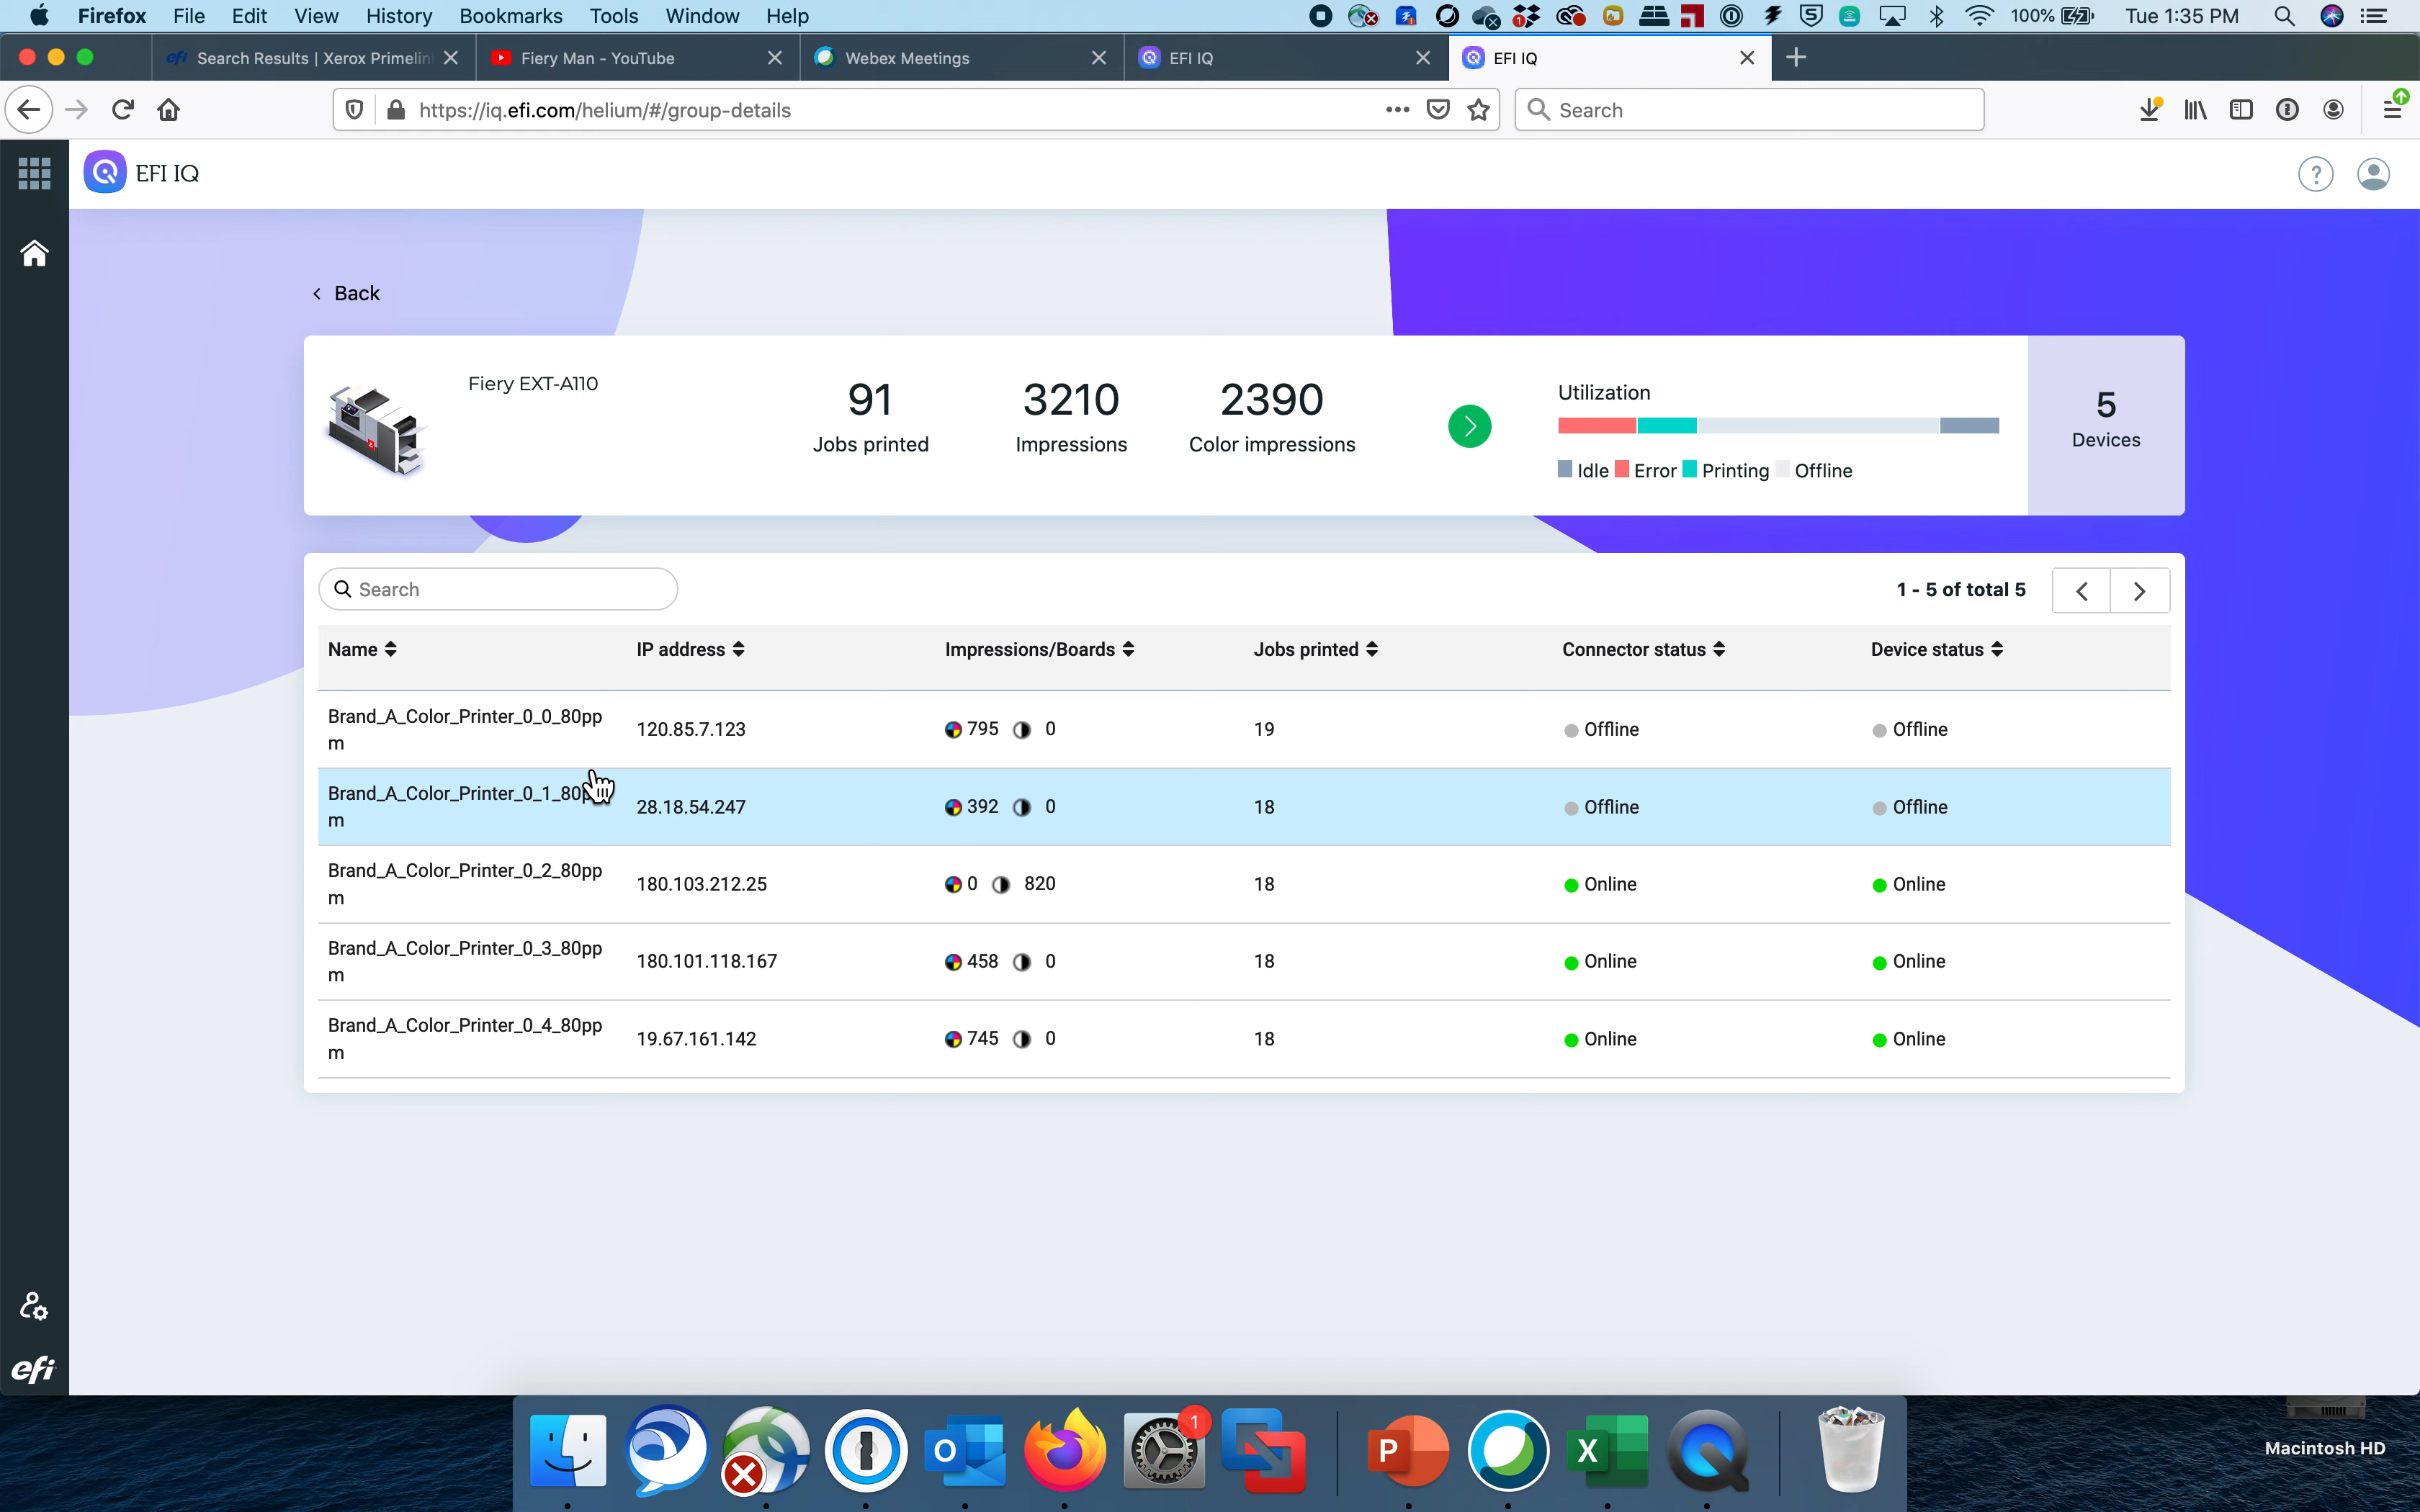 Firefox File Edit View History Bookmarks Tools Window Help 100% Tue 1:35 PM
efi Search Results | Xerox Primelin Fiery Man - YouTube Webex Meetings EFI IQ EFI IQ
https://iq.efi.com/helium/#/group-details Search
EFI IQ ?
Back
Fiery EXT-A110
91
Jobs printed
3210
Impressions
2390
Color impressions
Utilization
Idle Error Printing Offline
5
Devices
Search 1 - 5 of total 5
Name IP address Impressions/Boards Jobs printed Connector status Device status
Brand_A_Color_Printer_0_0_80pp
m
120.85.7.123 795 0 19 Offline Offline
Brand_A_Color_Printer_0_1_80pp
m
28.18.54.247 392 0 18 Offline Offline
Brand_A_Color_Printer_0_2_80pp
m
180.103.212.25 0 820 18 Online Online
Brand_A_Color_Printer_0_3_80pp
m
180.101.118.167 458 0 18 Online Online
Brand_A_Color_Printer_0_4_80pp
m
19.67.161.142 745 0 18 Online Online
efi
O 1 P X
Macintosh HD